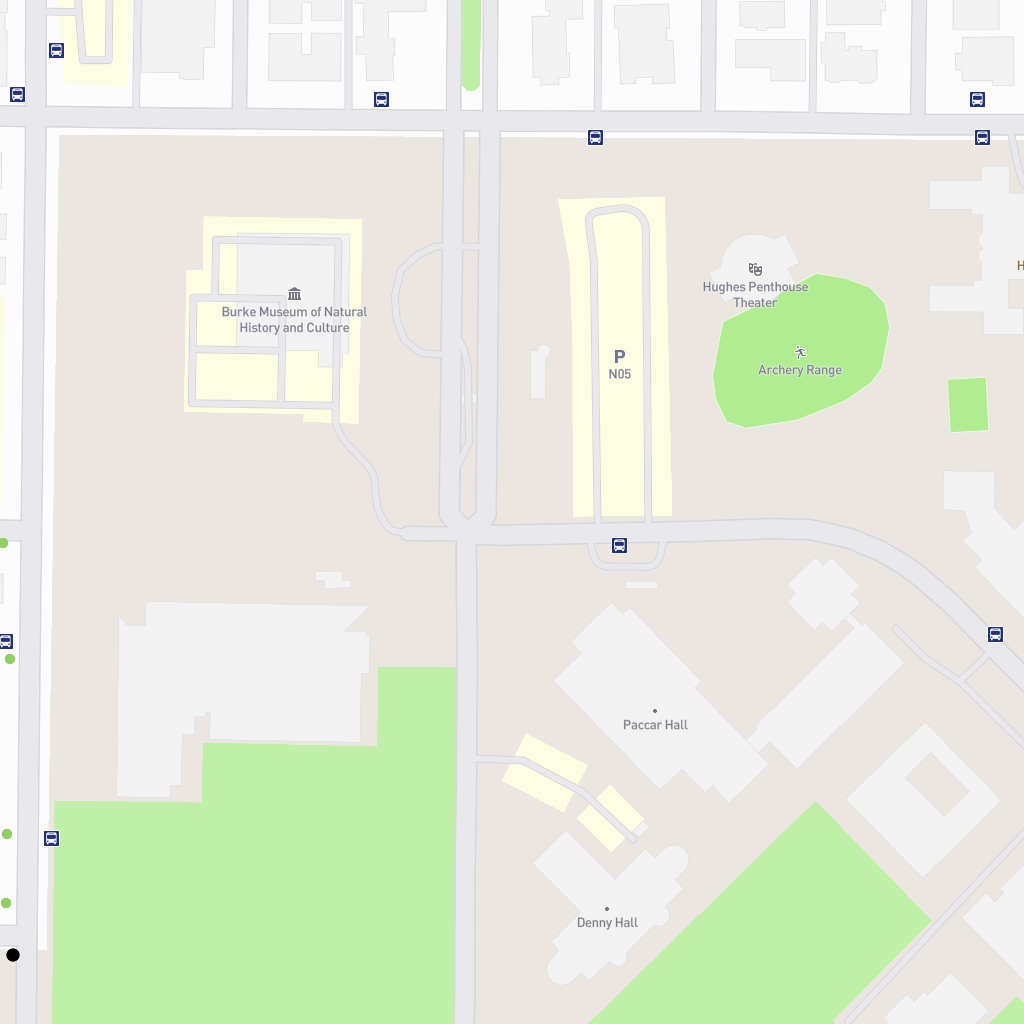 Hughes Penthouse
Theater
H
Burke Museum of Natural
History and Culture
P
N05
Archery Range
Paccar Hall
Denny Hall